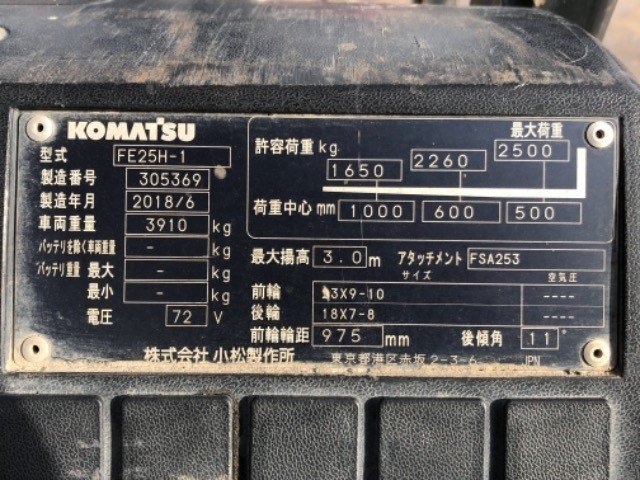 KOMATSU
型式 FE25H-1
製造番号 305369
製造年月 2018/6
車両重量 3910 kg
バッテリを除く車両重量 - kg
バッテリ重量 最大 - kg
最小 - kg
電圧 72 V
許容荷重 kg 1650 2260 最大荷重 2500
荷重中心 mm 1000 600 500
最大揚高 3.0 m アタッチメント FSA253
サイズ 空気圧
前輪 23X9-10 ----
後輪 18X7-8 ----
前輪輪距 975 mm 後傾角 11°
株式会社 小松製作所 東京都港区赤坂 2-3-6 JPN